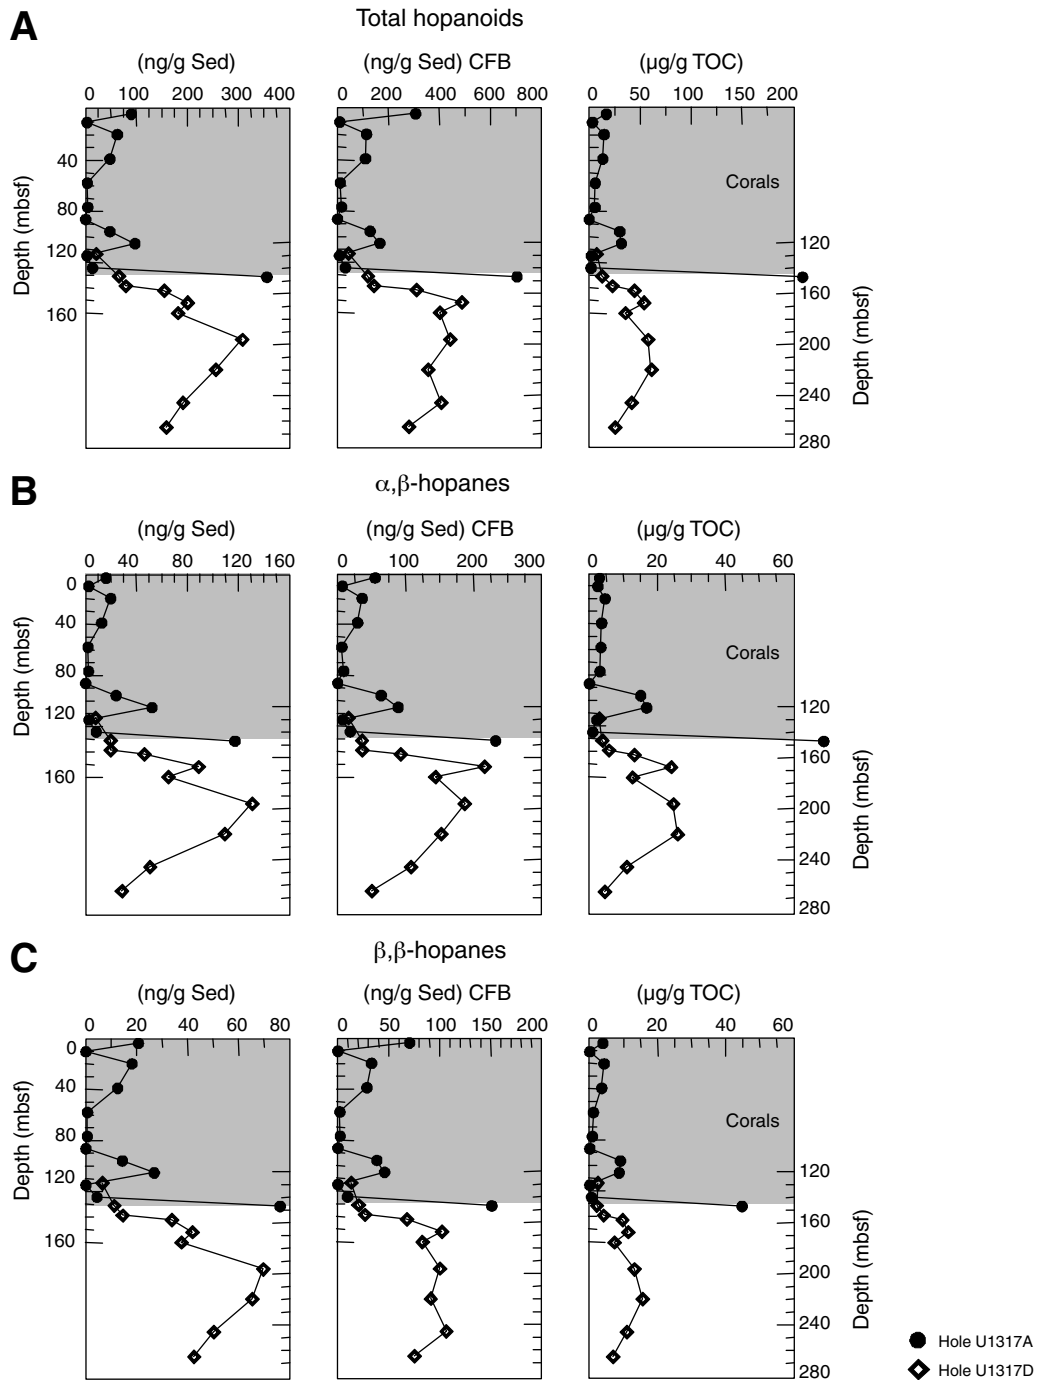 A
Total hopanoids
(ng/g Sed) (ng/g Sed) CFB (µg/g TOC)
0 100 200 300 400 0 200 400 600 800 0 50 100 150 200
Depth (mbsf)
40
80
120
160
Corals
120
160
200
240
280
Depth (mbsf)
B
α,β-hopanes
(ng/g Sed) (ng/g Sed) CFB (µg/g TOC)
0 40 80 120 160 0 100 200 300 0 20 40 60
Depth (mbsf)
0
40
80
120
160
Corals
120
160
200
240
280
Depth (mbsf)
C
β,β-hopanes
(ng/g Sed) (ng/g Sed) CFB (µg/g TOC)
0 20 40 60 80 0 50 100 150 200 0 20 40 60
Depth (mbsf)
0
40
80
120
160
Corals
120
160
200
240
280
Depth (mbsf)
Hole U1317A
Hole U1317D